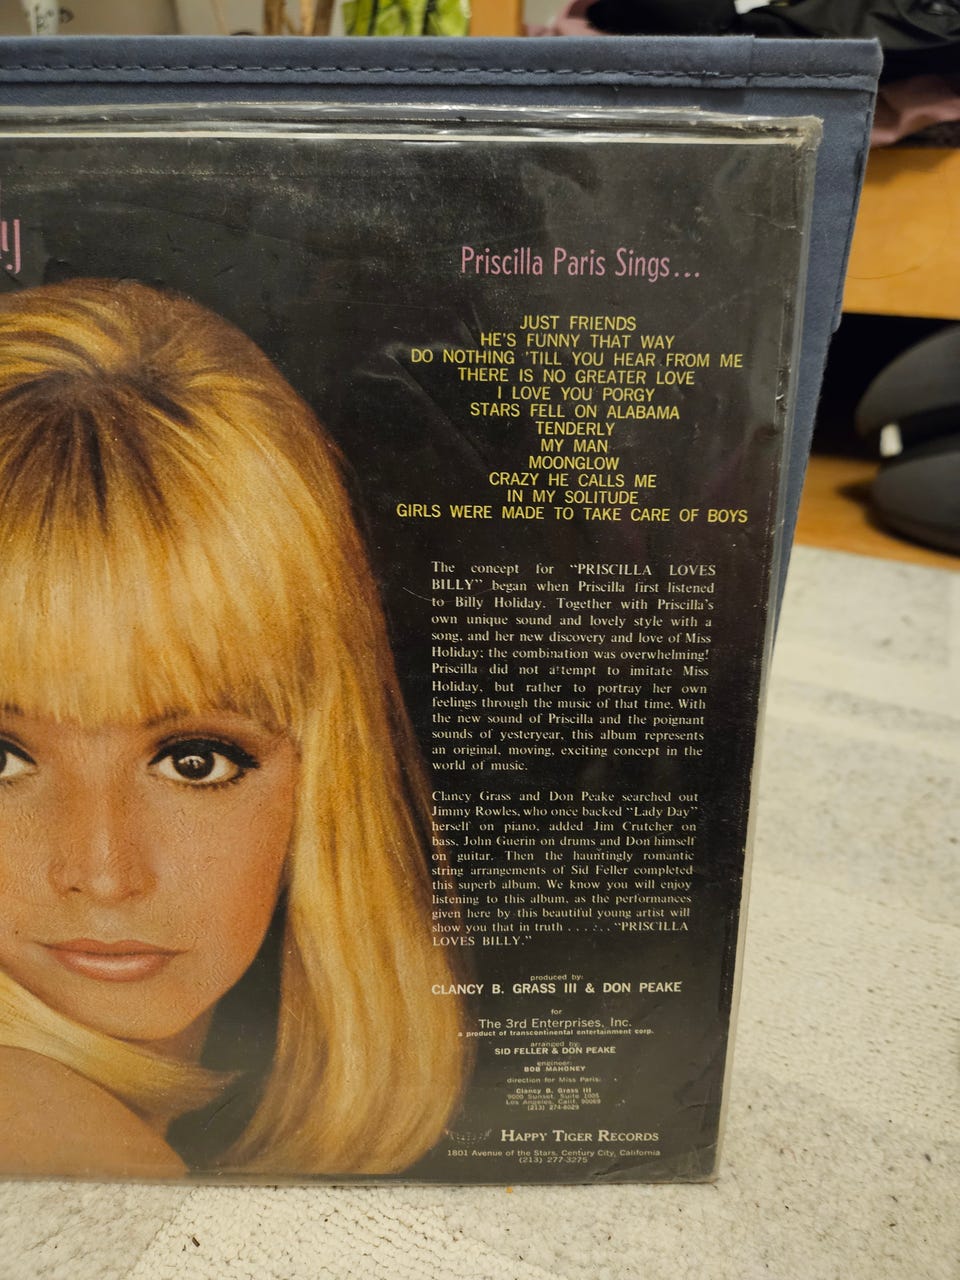 Priscilla Paris Sings...
JUST FRIENDS
HE'S FUNNY THAT WAY
DO NOTHING 'TILL YOU HEAR FROM ME
THERE IS NO GREATER LOVE
I LOVE YOU PORGY
STARS FELL ON ALABAMA
TENDERLY
MY MAN
MOONGLOW
CRAZY HE CALLS ME
IN MY SOLITUDE
GIRLS WERE MADE TO TAKE CARE OF BOYS
The concept for "PRISCILLA LOVES
BILLY" began when Priscilla first listened
to Billy Holiday. Together with Priscilla's
own unique sound and lovely style with a
song, and her new discovery and love of Miss
Holiday; the combination was overwhelming!
Priscilla did not attempt to imitate Miss
Holiday, but rather to portray her own
feelings through the music of that time. With
the new sound of Priscilla and the poignant
sounds of yesteryear, this album represents
an original, moving, exciting concept in the
world of music.
Clancy Grass and Don Peake searched out
Jimmy Rowles, who once backed "Lady Day"
herself on piano, added Jim Crutcher on
bass, John Guerin on drums and Don himself
on guitar. Then the hauntingly romantic
string arrangements of Sid Feller completed
this superb album. We know you will enjoy
listening to this album, as the performances
given here by this beautiful young artist will
show you that in truth ...... "PRISCILLA
LOVES BILLY."
produced by:
CLANCY B. GRASS III & DON PEAKE
for
The 3rd Enterprises, Inc.
a product of transcontinental entertainment corp.
arranged by:
SID FELLER & DON PEAKE
engineer:
BOB MAHONEY
direction for Miss Paris:
Clancy B. Grass III
9000 Sunset, Suite 1005
Los Angeles, Calif. 90069
(213) 274-8029
HAPPY TIGER RECORDS
1801 Avenue of the Stars, Century City, California
(213) 277-3275